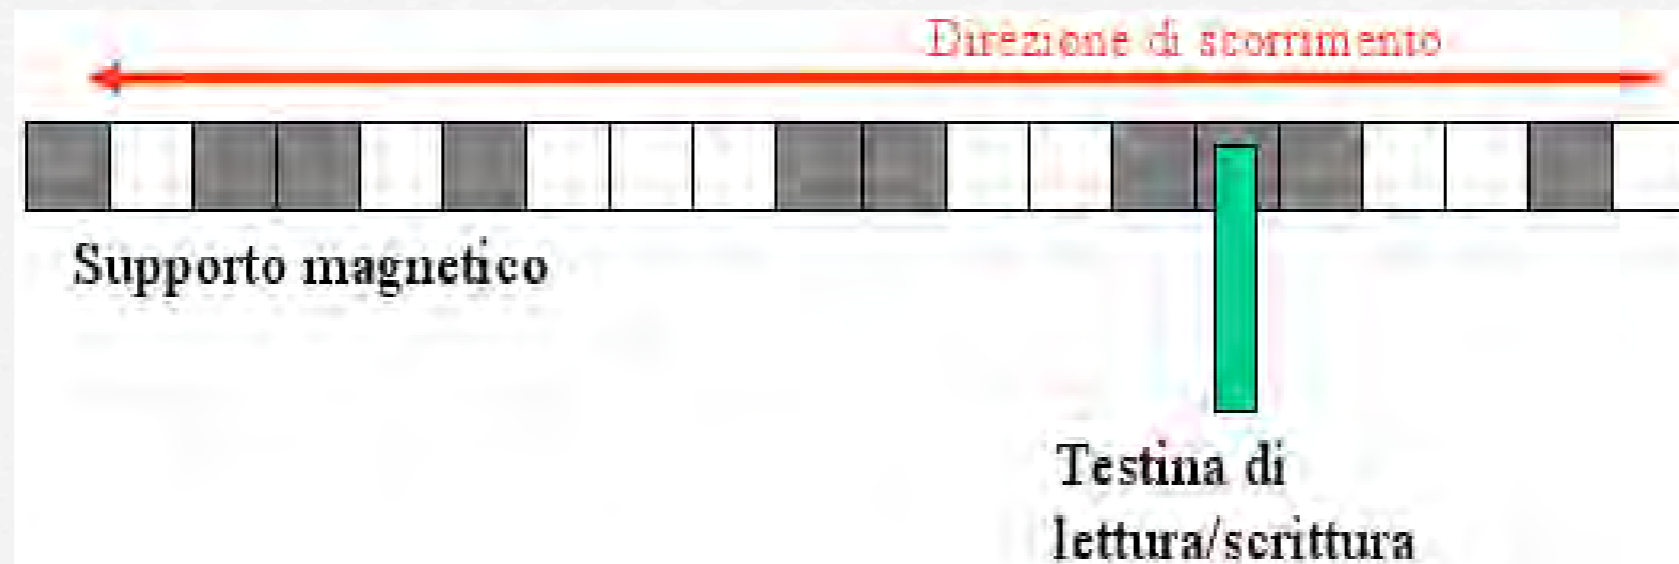 Direzione di scorrimento
Supporto magnetico
Testina di
lettura/scrittura